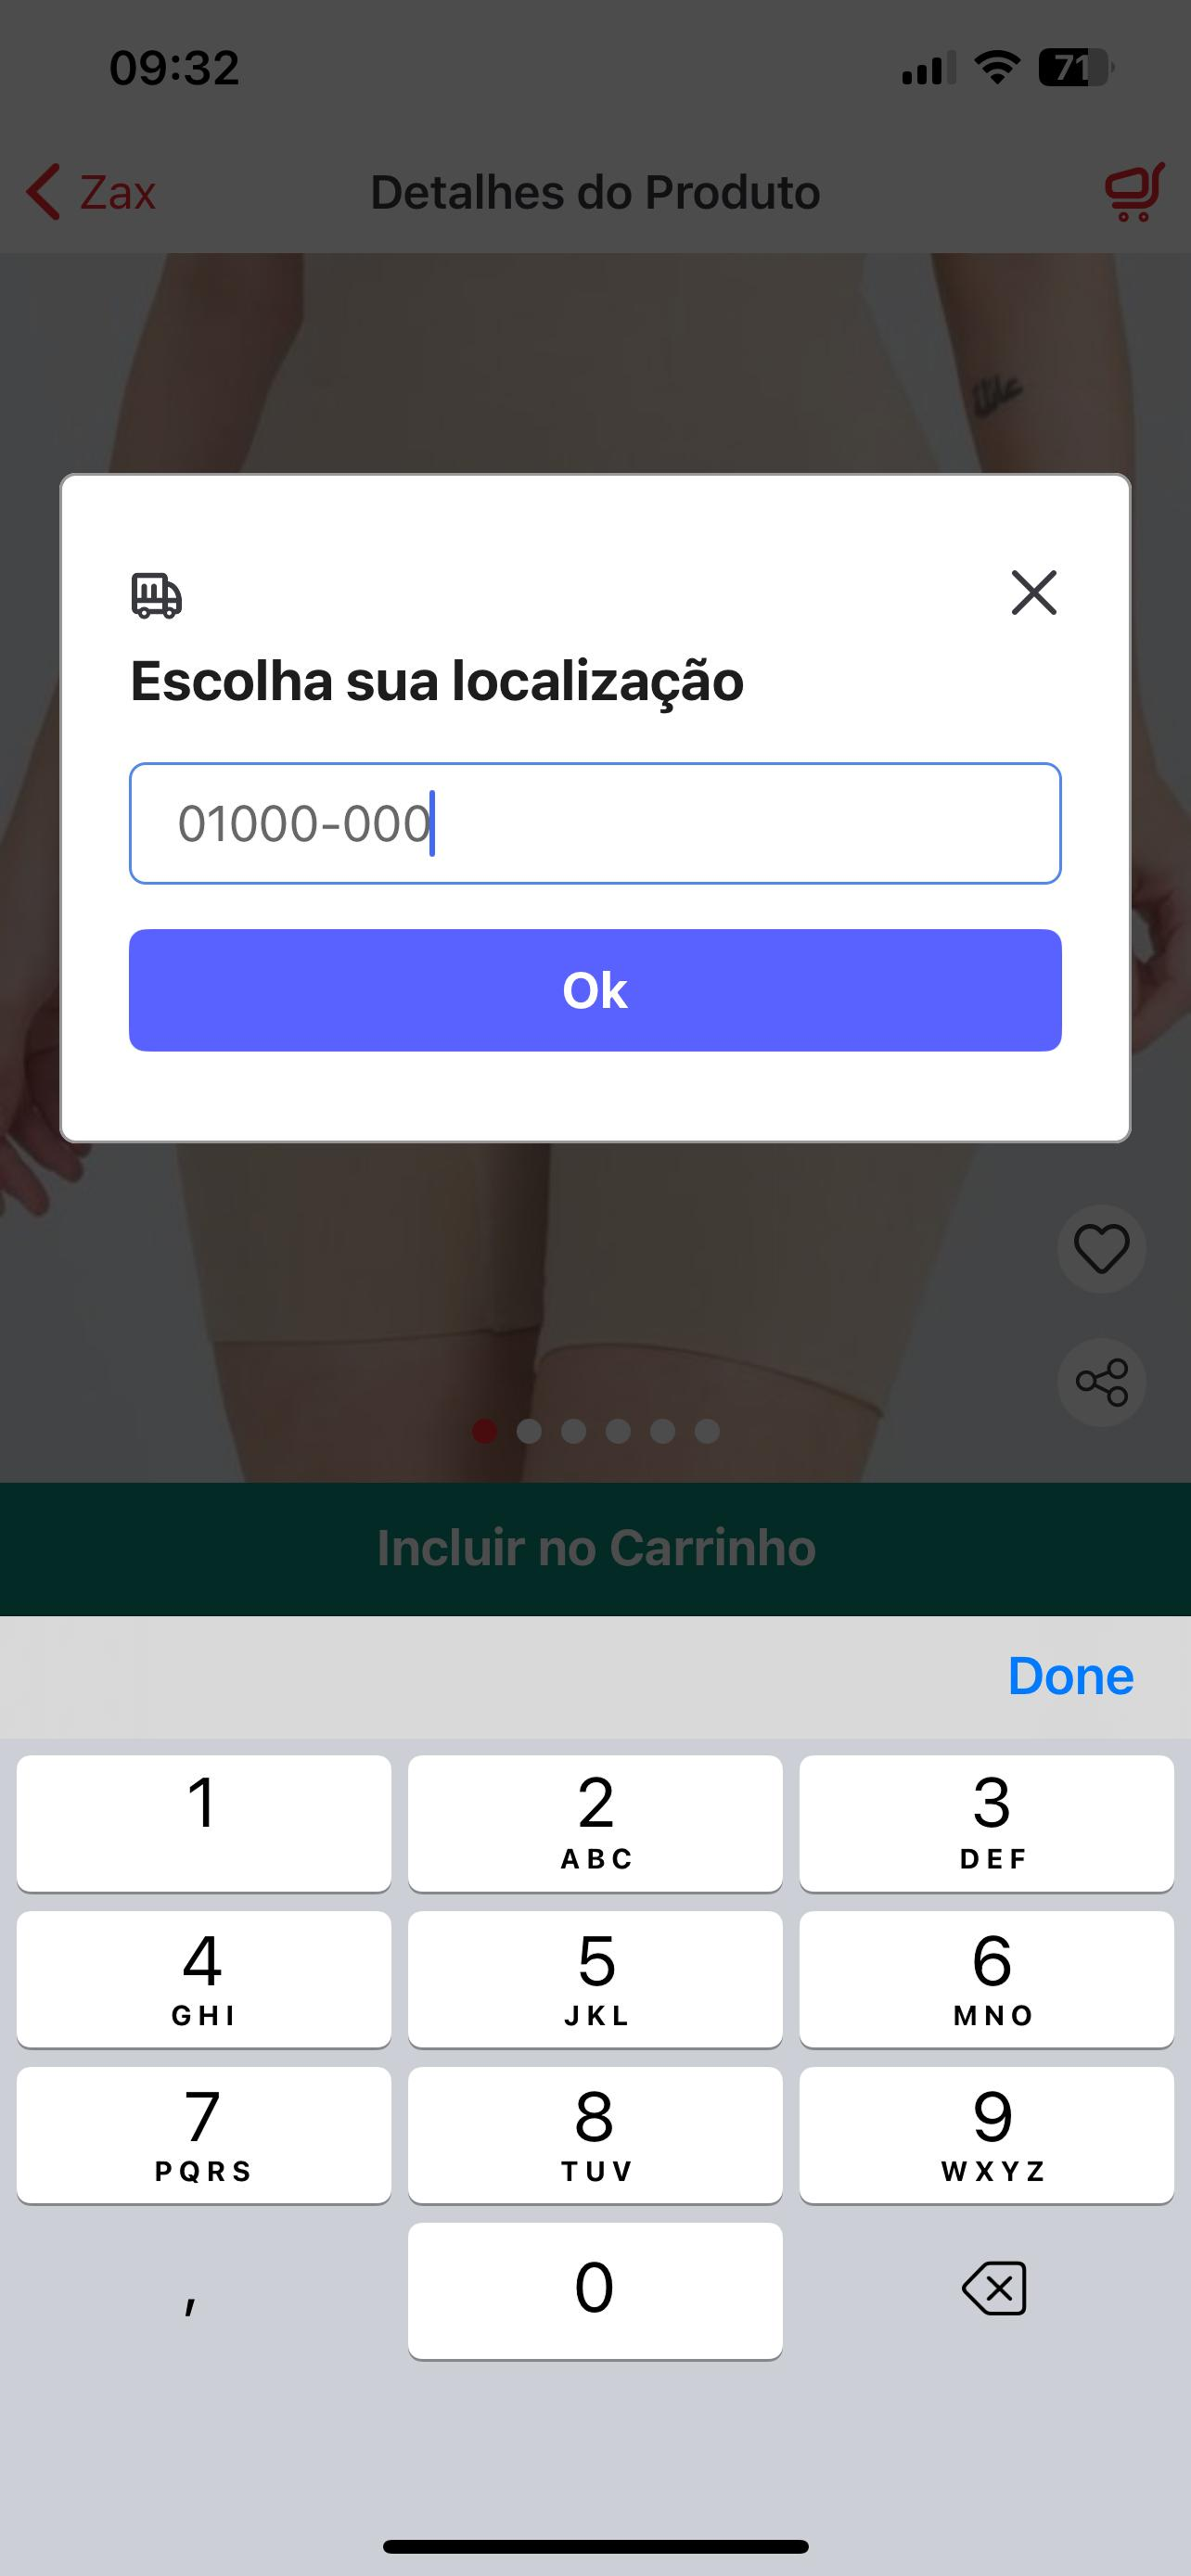 09:32
71
Zax
Detalhes do Produto
Escolha sua localização
01000-000
Ok
Incluir no Carrinho
Done
1
2
ABC
3
DEF
4
GHI
5
JKL
6
MNO
7
PQRS
8
TUV
9
WXYZ
,
0